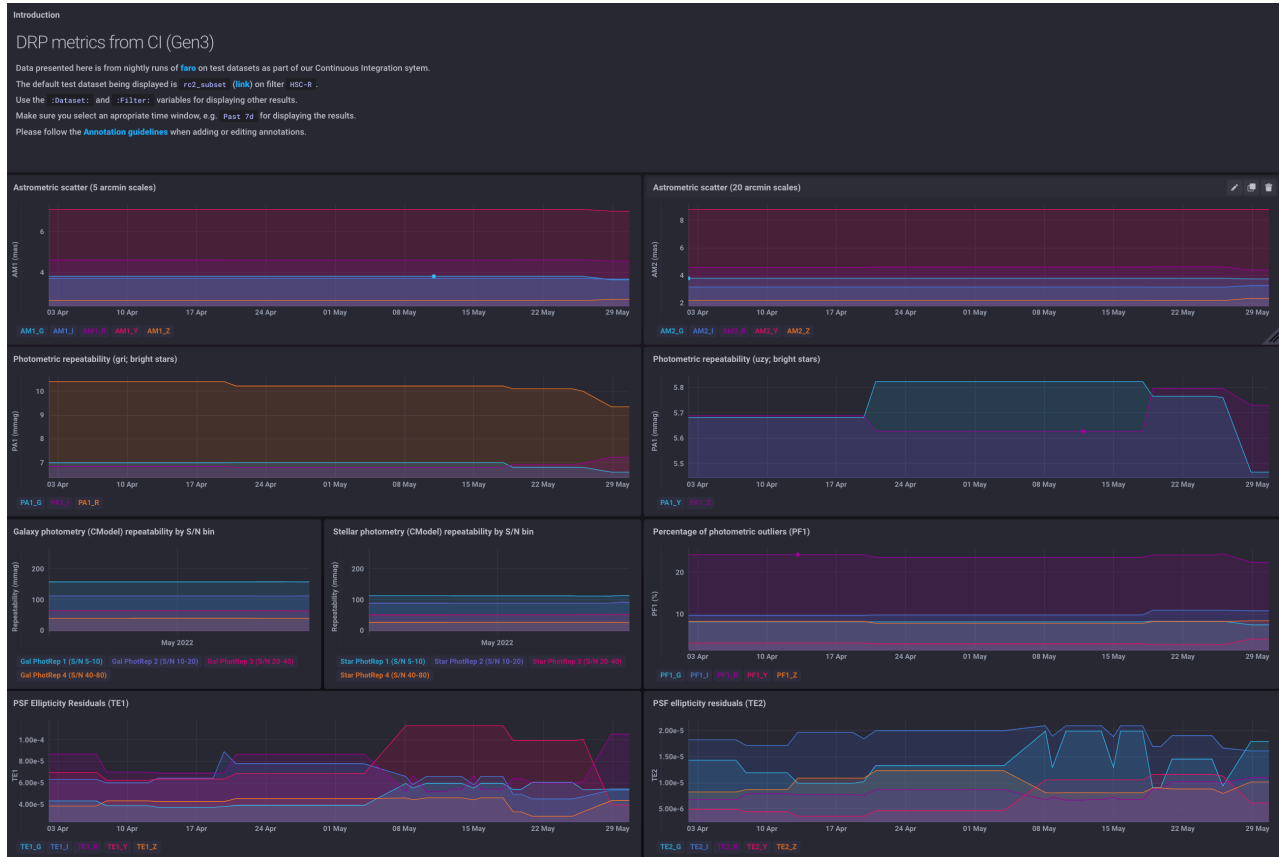 Introduction
DRP metrics from CI (Gen3)
Data presented here is from nightly runs of faro on test datasets as part of our Continuous Integration sytem.
The default test dataset being displayed is rc2_subset (link) on filter HSC-R .
Use the :Dataset: and :Filter: variables for displaying other results.
Make sure you select an apropriate time window, e.g. Past 7d for displaying the results.
Please follow the Annotation guidelines when adding or editing annotations.
Astrometric scatter (5 arcmin scales)
AM1 (mas)
6
4
03 Apr 10 Apr 17 Apr 24 Apr 01 May 08 May 15 May 22 May 29 May
AM1_G AM1_I AM1_R AM1_Y AM1_Z
Astrometric scatter (20 arcmin scales)
AM2 (mas)
8
6
4
2
03 Apr 10 Apr 17 Apr 24 Apr 01 May 08 May 15 May 22 May 29 May
AM2_G AM2_I AM2_R AM2_Y AM2_Z
Photometric repeatability (gri; bright stars)
PA1 (mmag)
10
9
8
7
03 Apr 10 Apr 17 Apr 24 Apr 01 May 08 May 15 May 22 May 29 May
PA1_G PA1_I PA1_R
Photometric repeatability (uzy; bright stars)
PA1 (mmag)
5.8
5.7
5.6
5.5
03 Apr 10 Apr 17 Apr 24 Apr 01 May 08 May 15 May 22 May 29 May
PA1_Y PA1_Z
Galaxy photometry (CModel) repeatability by S/N bin
Repeatability (mmag)
200
100
0
May 2022
Gal PhotRep 1 (S/N 5-10) Gal PhotRep 2 (S/N 10-20) Gal PhotRep 3 (S/N 20-40)
Gal PhotRep 4 (S/N 40-80)
Stellar photometry (CModel) repeatability by S/N bin
Repeatability (mmag)
200
100
0
May 2022
Star PhotRep 1 (S/N 5-10) Star PhotRep 2 (S/N 10-20) Star PhotRep 3 (S/N 20-40)
Star PhotRep 4 (S/N 40-80)
Percentage of photometric outliers (PF1)
PF1 (%)
20
10
03 Apr 10 Apr 17 Apr 24 Apr 01 May 08 May 15 May 22 May 29 May
PF1_G PF1_I PF1_R PF1_Y PF1_Z
PSF Ellipticity Residuals (TE1)
TE1
1.00e-4
8.00e-5
6.00e-5
4.00e-5
03 Apr 10 Apr 17 Apr 24 Apr 01 May 08 May 15 May 22 May 29 May
TE1_G TE1_I TE1_R TE1_Y TE1_Z
PSF ellipticity residuals (TE2)
TE2
2.00e-5
1.50e-5
1.00e-5
5.00e-6
03 Apr 10 Apr 17 Apr 24 Apr 01 May 08 May 15 May 22 May 29 May
TE2_G TE2_I TE2_R TE2_Y TE2_Z